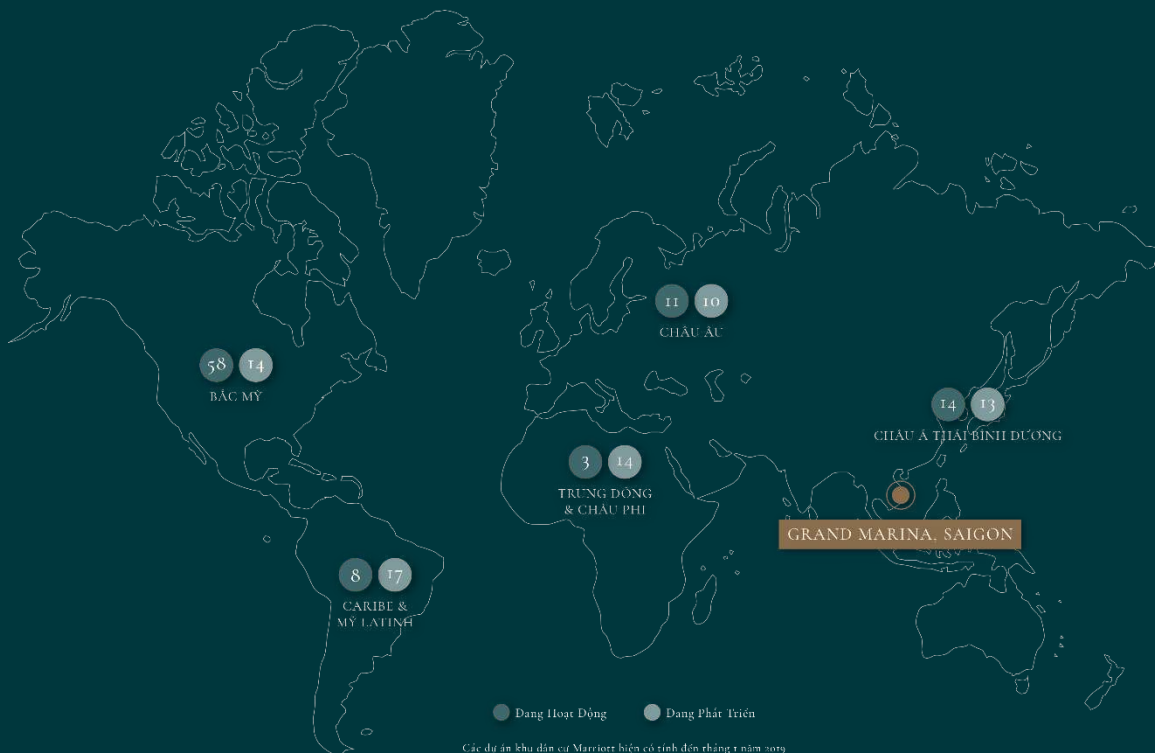 11 10
CHÂU ÂU
58 14
BẮC MỸ
14 13
CHÂU Á THÁI BÌNH DƯƠNG
3 14
TRUNG ĐÔNG
& CHÂU PHI
GRAND MARINA, SAIGON
8 17
CARIBE &
MỸ LATINH
Đang Hoạt Động Đang Phát Triển
Các dự án khu dân cư Marriott hiện có tính đến tháng 1 năm 2019